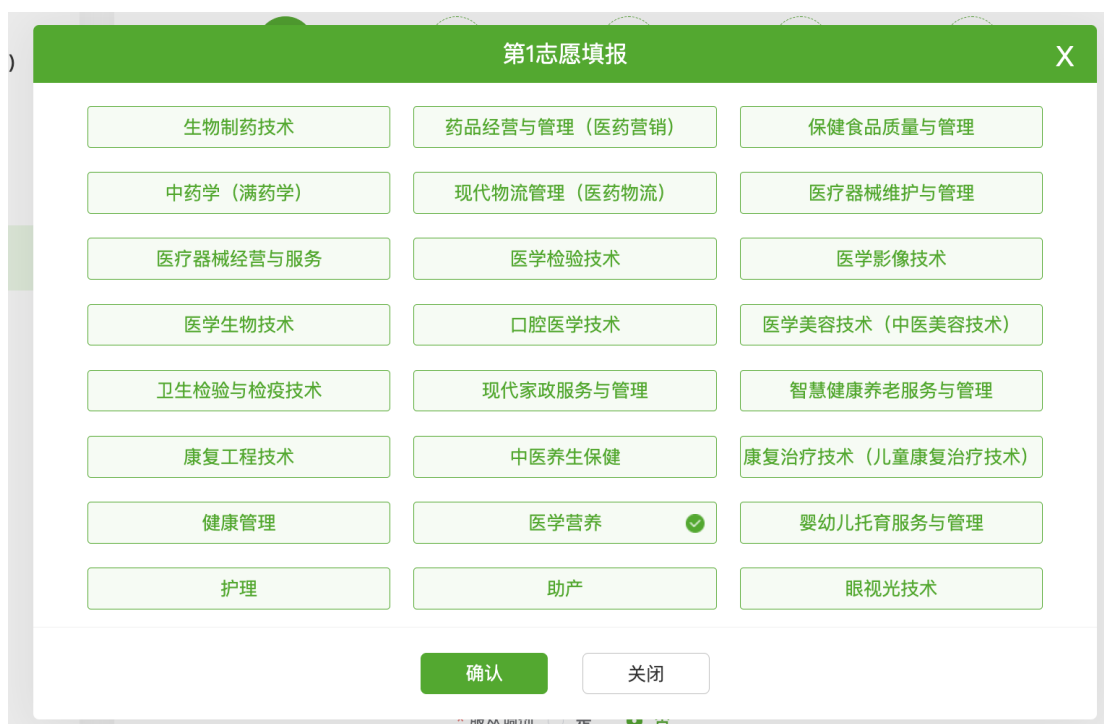 第1志愿填报
X
)
生物制药技术
药品经营与管理（医药营销）
保健食品质量与管理
中药学（满药学）
现代物流管理（医药物流）
医疗器械维护与管理
医疗器械经营与服务
医学检验技术
医学影像技术
医学生物技术
口腔医学技术
医学美容技术（中医美容技术）
卫生检验与检疫技术
现代家政服务与管理
智慧健康养老服务与管理
康复工程技术
中医养生保健
康复治疗技术（儿童康复治疗技术）
健康管理
医学营养
婴幼儿托育服务与管理
护理
助产
眼视光技术
确认
关闭